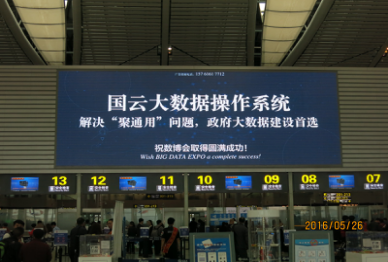 国云大数据操作系统
解决“聚通用”问题，政府大数据建设首选
祝数博会取得圆满成功！
Wish BIG DATA EXPO a complete success!
13 12 11 10 09 08 07
2016/05/26